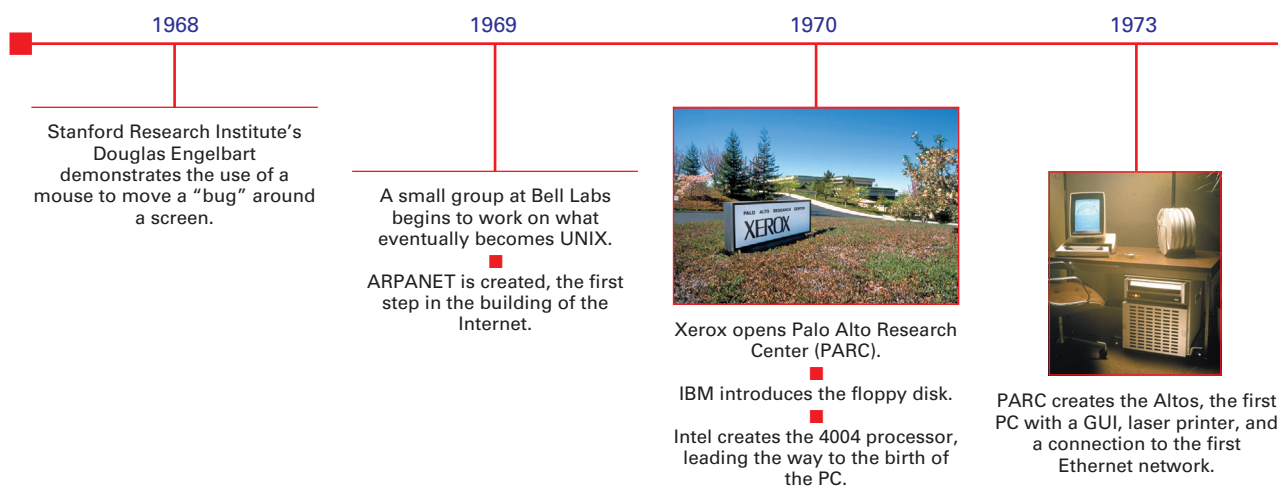 1968
1969
1970
1973
Stanford Research Institute’s
Douglas Engelbart
demonstrates the use of a
mouse to move a “bug” around
a screen.
A small group at Bell Labs
begins to work on what
eventually becomes UNIX.
ARPANET is created, the first
step in the building of the
Internet.
PALO ALTO RESEARCH CENTER
XEROX
Xerox opens Palo Alto Research
Center (PARC).
IBM introduces the floppy disk.
Intel creates the 4004 processor,
leading the way to the birth of
the PC.
PARC creates the Altos, the first
PC with a GUI, laser printer, and
a connection to the first
Ethernet network.